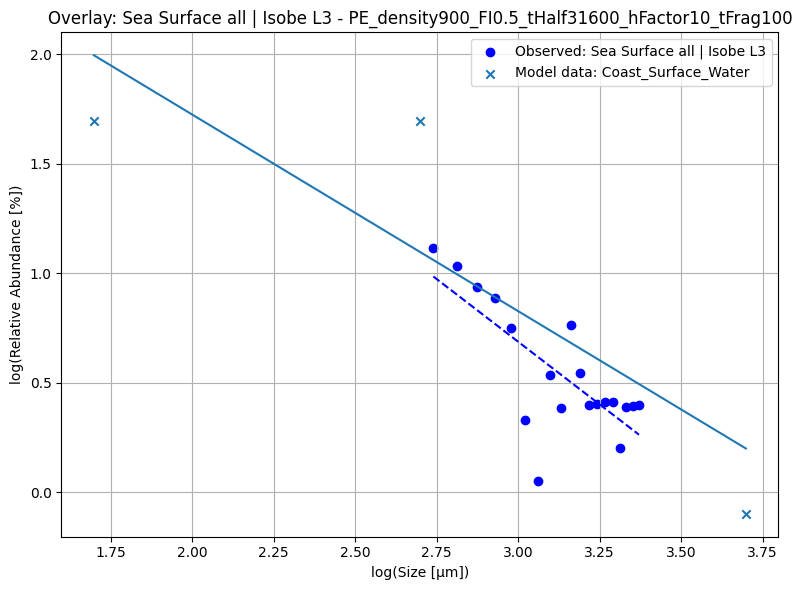 Overlay: Sea Surface all | Isobe L3 - PE_density900_FI0.5_tHalf31600_hFactor10_tFrag100
Observed: Sea Surface all | Isobe L3
Model data: Coast_Surface_Water
log(Relative Abundance [%])
2.0
1.5
1.0
0.5
0.0
1.75 2.00 2.25 2.50 2.75 3.00 3.25 3.50 3.75
log(Size [μm])